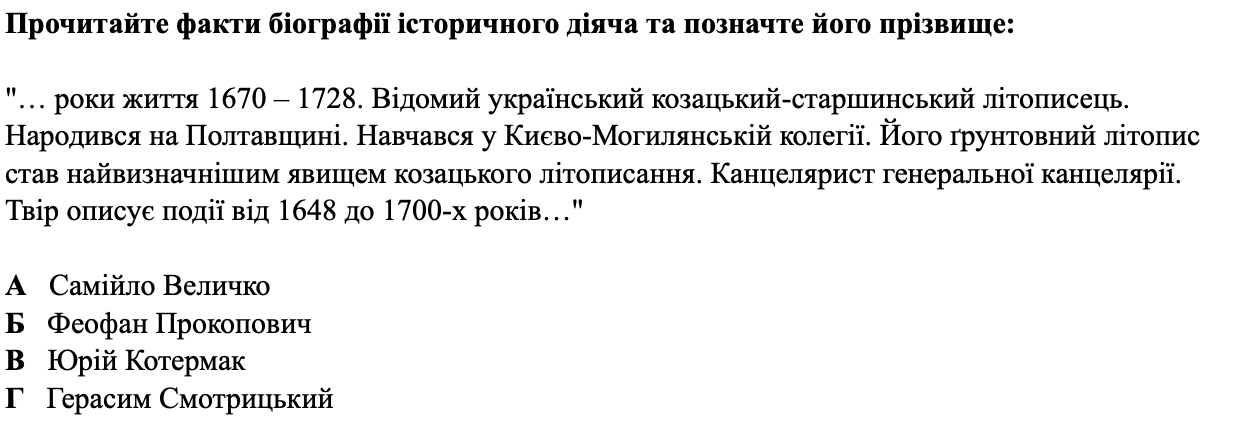 Прочитайте факти біографії історичного діяча та позначте його прізвище:
"… роки життя 1670 – 1728. Відомий український козацький-старшинський літописець.
Народився на Полтавщині. Навчався у Києво-Могилянській колегії. Його ґрунтовний літопис
став найвизначнішим явищем козацького літописання. Канцелярист генеральної канцелярії.
Твір описує події від 1648 до 1700-х років…"
А Самійло Величко
Б Феофан Прокопович
В Юрій Котермак
Г Герасим Смотрицький